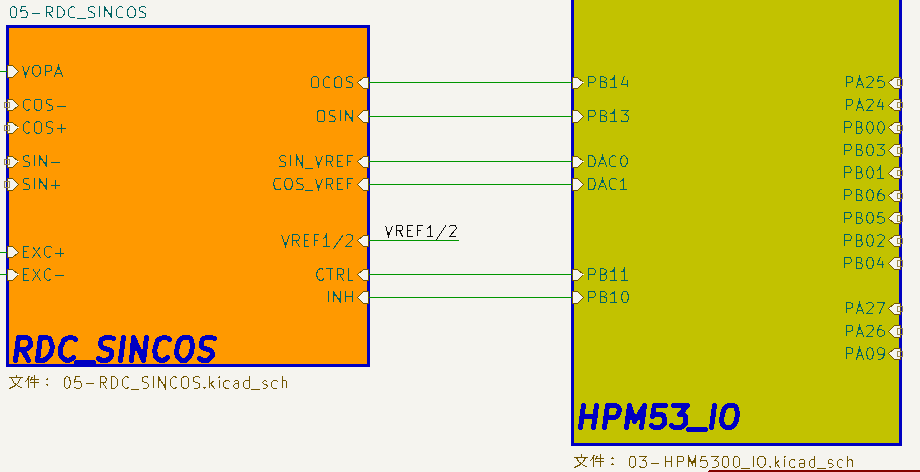 05-RDC_SINCOS
VOPA
COS-
COS+
SIN-
SIN+
EXC+
EXC-
OCOS
OSIN
SIN_VREF
COS_VREF
VREF1/2
CTRL
INH
RDC_SINCOS
文件： 05-RDC_SINCOS.kicad_sch
VREF1/2
PB14
PB13
DAC0
DAC1
PB11
PB10
PA25
PA24
PB00
PB03
PB01
PB06
PB05
PB02
PB04
PA27
PA26
PA09
HPM53_IO
文件： 03-HPM5300_IO.kicad_sch